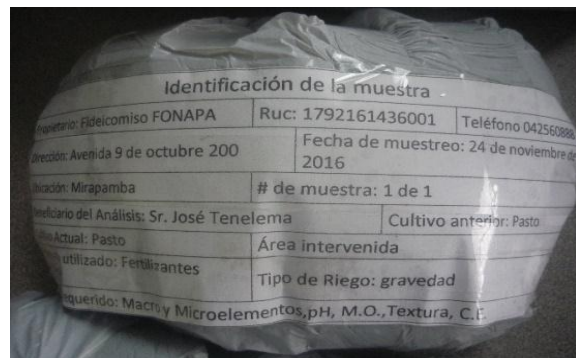 Identificación de la muestra
Propietario: Fideicomiso FONAPA Ruc: 1792161436001 Teléfono 042560888
Dirección: Avenida 9 de octubre 200 Fecha de muestreo: 24 de noviembre de
2016
Ubicación: Mirapamba # de muestra: 1 de 1
Beneficiario del Análisis: Sr. José Tenelema Cultivo anterior: Pasto
Actual: Pasto Área intervenida
utilizado: Fertilizantes Tipo de Riego: gravedad
requerido: Macro y Microelementos,pH, M.O.,Textura, C.E.